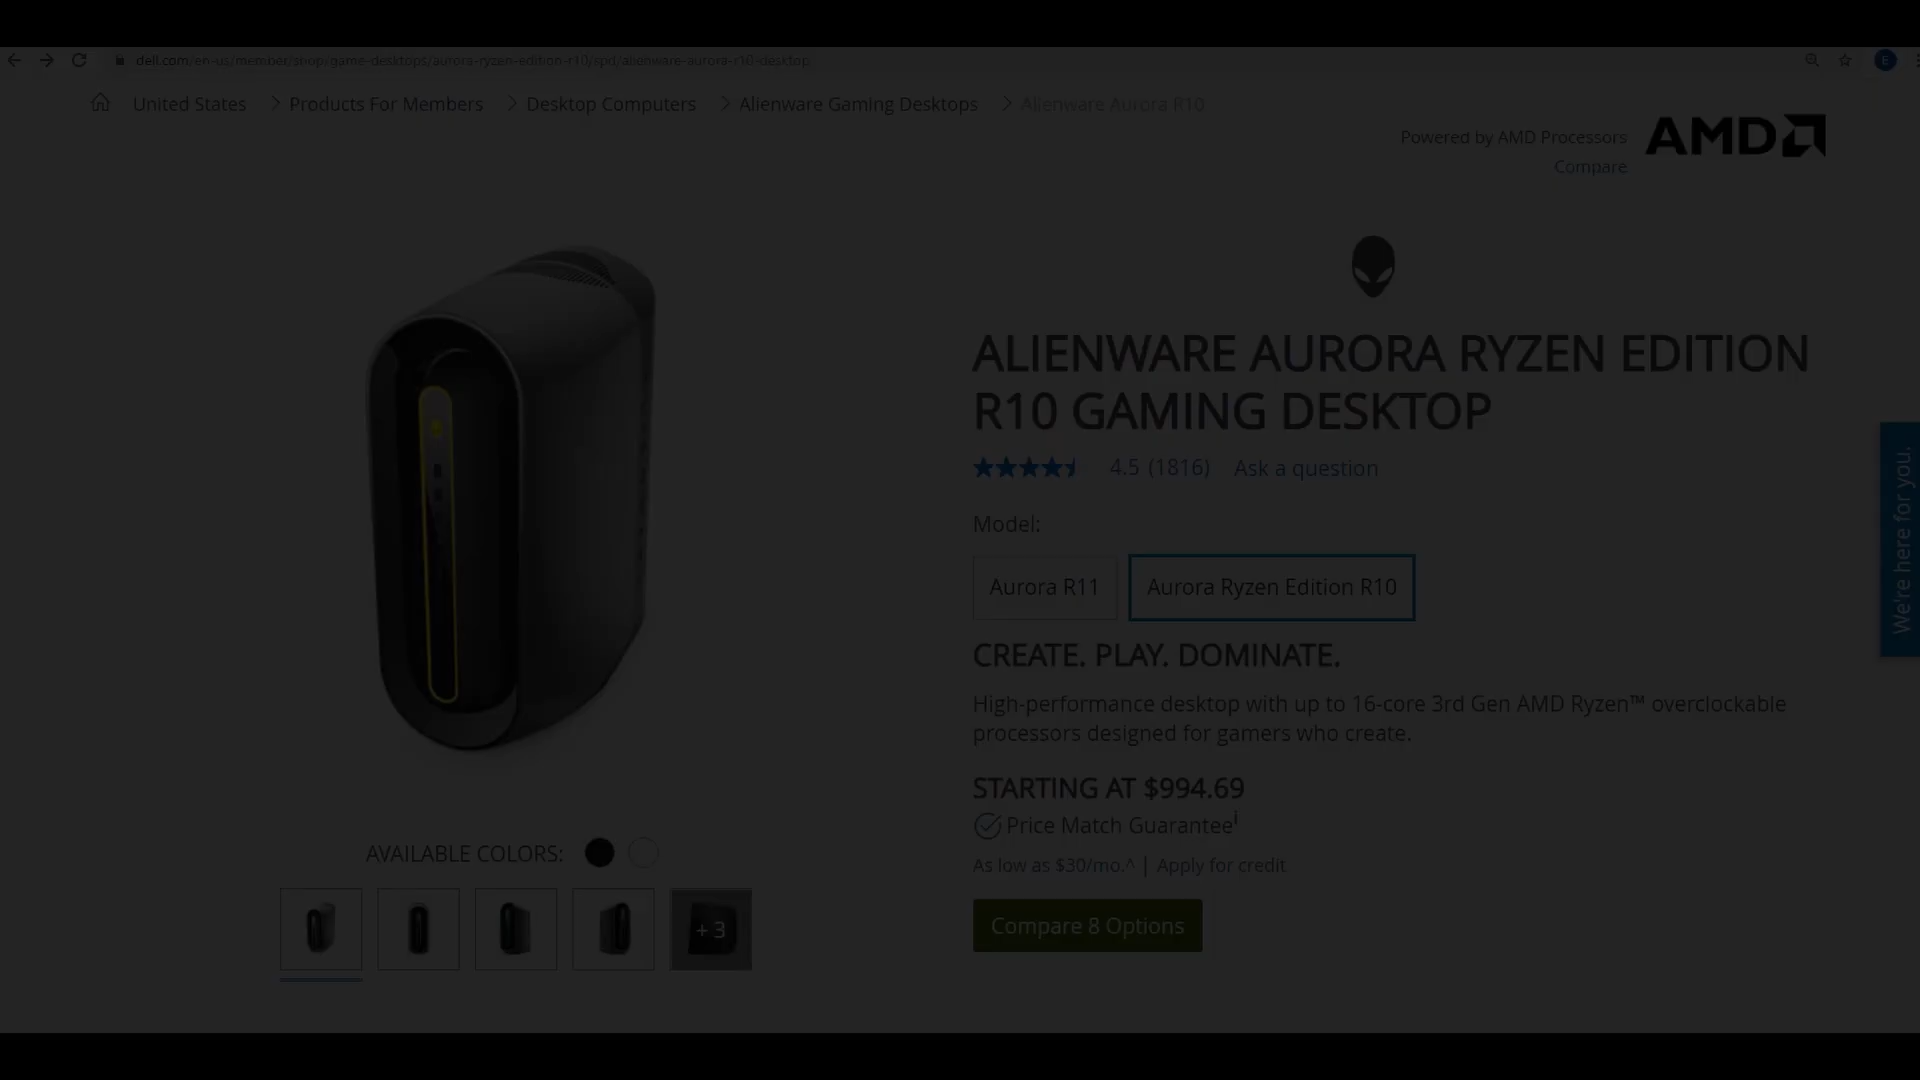 dell.com/en-us/member/shop/game-desktops/aurora-ryzen-edition-r10/spd/alienware-aurora-r10-desktop
E
United States > Products For Members > Desktop Computers > Alienware Gaming Desktops > Alienware Aurora R10
Powered by AMD Processors
Compare
AMD
ALIENWARE AURORA RYZEN EDITION
R10 GAMING DESKTOP
4.5 (1816) Ask a question
Model:
Aurora R11 Aurora Ryzen Edition R10
CREATE. PLAY. DOMINATE.
High-performance desktop with up to 16-core 3rd Gen AMD Ryzen™ overclockable
processors designed for gamers who create.
STARTING AT $994.69
Price Match Guarantee i
As low as $30/mo.^ | Apply for credit
Compare 8 Options
AVAILABLE COLORS:
+ 3
We're here for you.